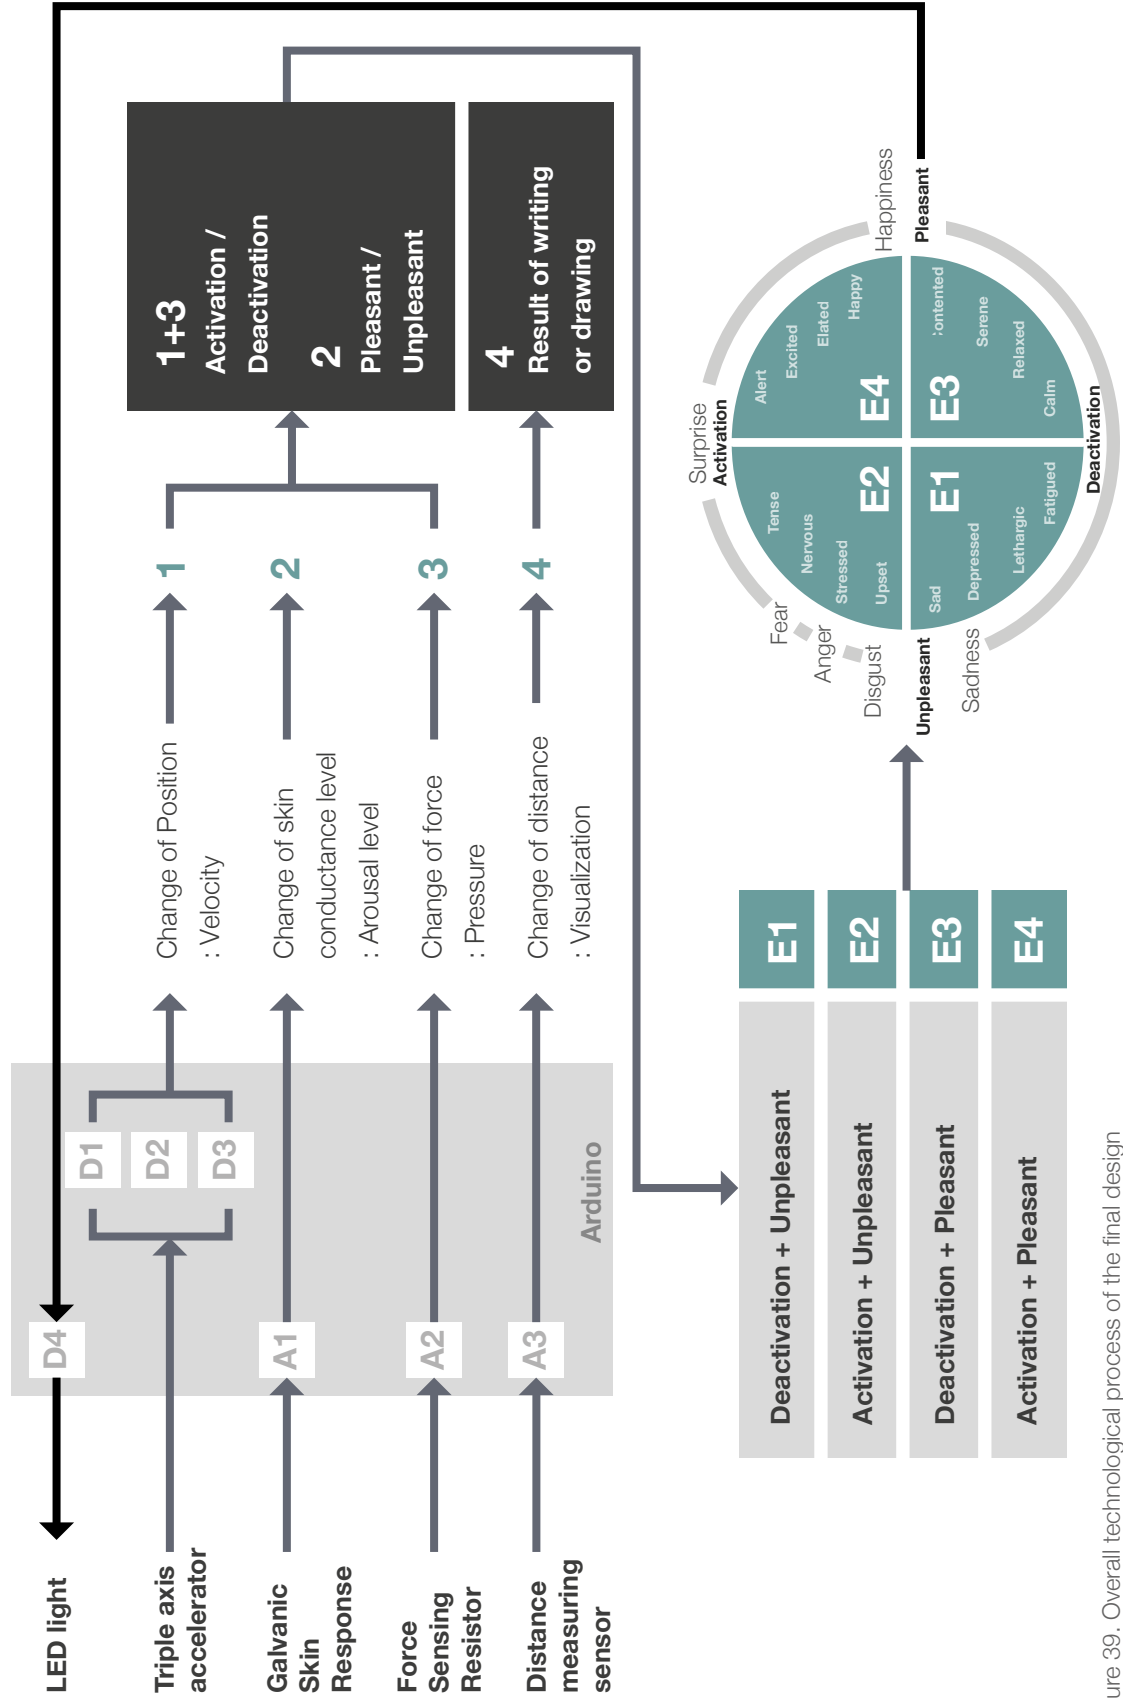 LED light
D4
Triple axis
accelerator
D1
D2
D3
Change of Position
: Velocity
1
Galvanic
Skin
Response
A1
Change of skin
conductance level
: Arousal level
2
Force
Sensing
Resistor
A2
Change of force
: Pressure
3
Distance
measuring
sensor
A3
Change of distance
: Visualization
4
Arduino
1+3
Activation /
Deactivation
2
Pleasant /
Unpleasant
4
Result of writing
or drawing
Deactivation + Unpleasant
E1
Activation + Unpleasant
E2
Deactivation + Pleasant
E3
Activation + Pleasant
E4
Surprise
Activation
Happiness
Pleasant
Deactivation
Sadness
Unpleasant
Disgust
Anger
Fear
Tense
Nervous
Stressed
Upset
E2
Alert
Excited
Elated
Happy
E4
Sad
Depressed
Lethargic
Fatigued
E1
ontented
Serene
Relaxed
Calm
E3
ure 39. Overall technological process of the final design